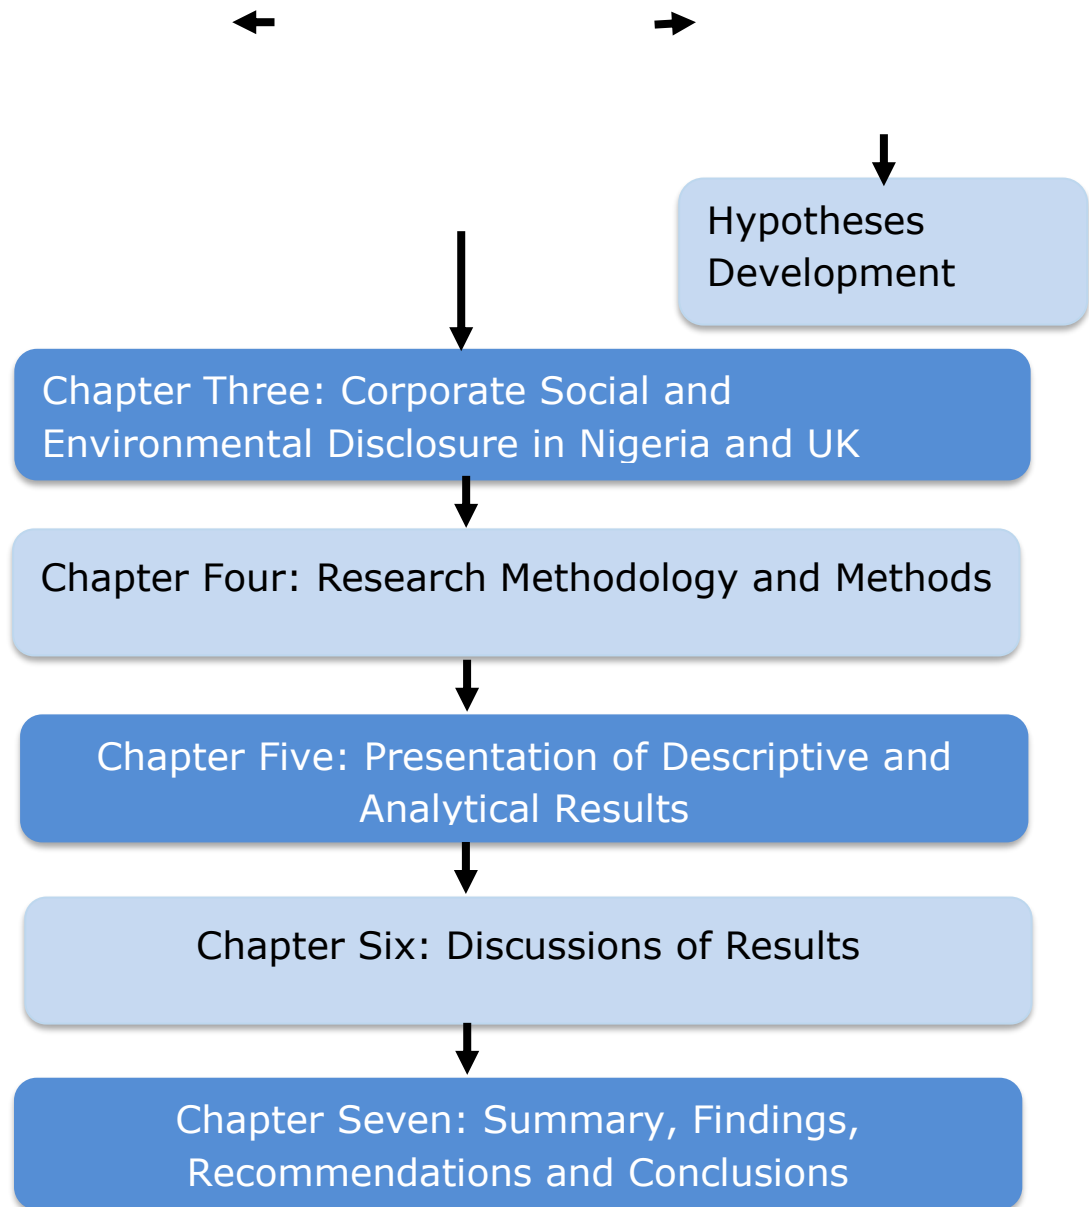 Hypotheses
Development
Chapter Three: Corporate Social and
Environmental Disclosure in Nigeria and UK
Chapter Four: Research Methodology and Methods
Chapter Five: Presentation of Descriptive and
Analytical Results
Chapter Six: Discussions of Results
Chapter Seven: Summary, Findings,
Recommendations and Conclusions